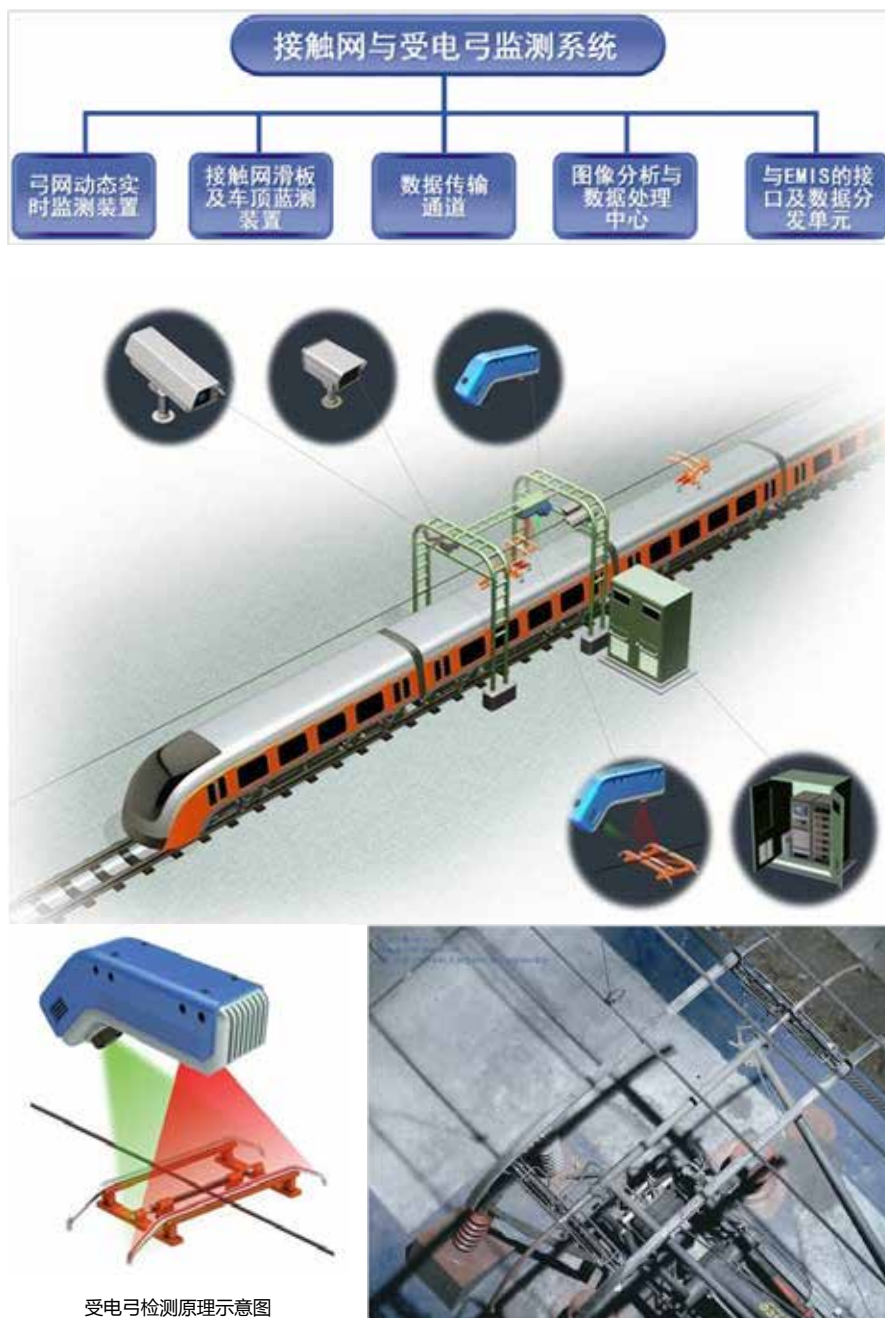 接触网与受电弓监测系统
弓网动态实
时监测装置
接触网滑板
及车顶蓝测
装置
数据传输
通道
图像分析与
数据处理
中心
与EMIS的接
口及数据分
发单元
受电弓检测原理示意图